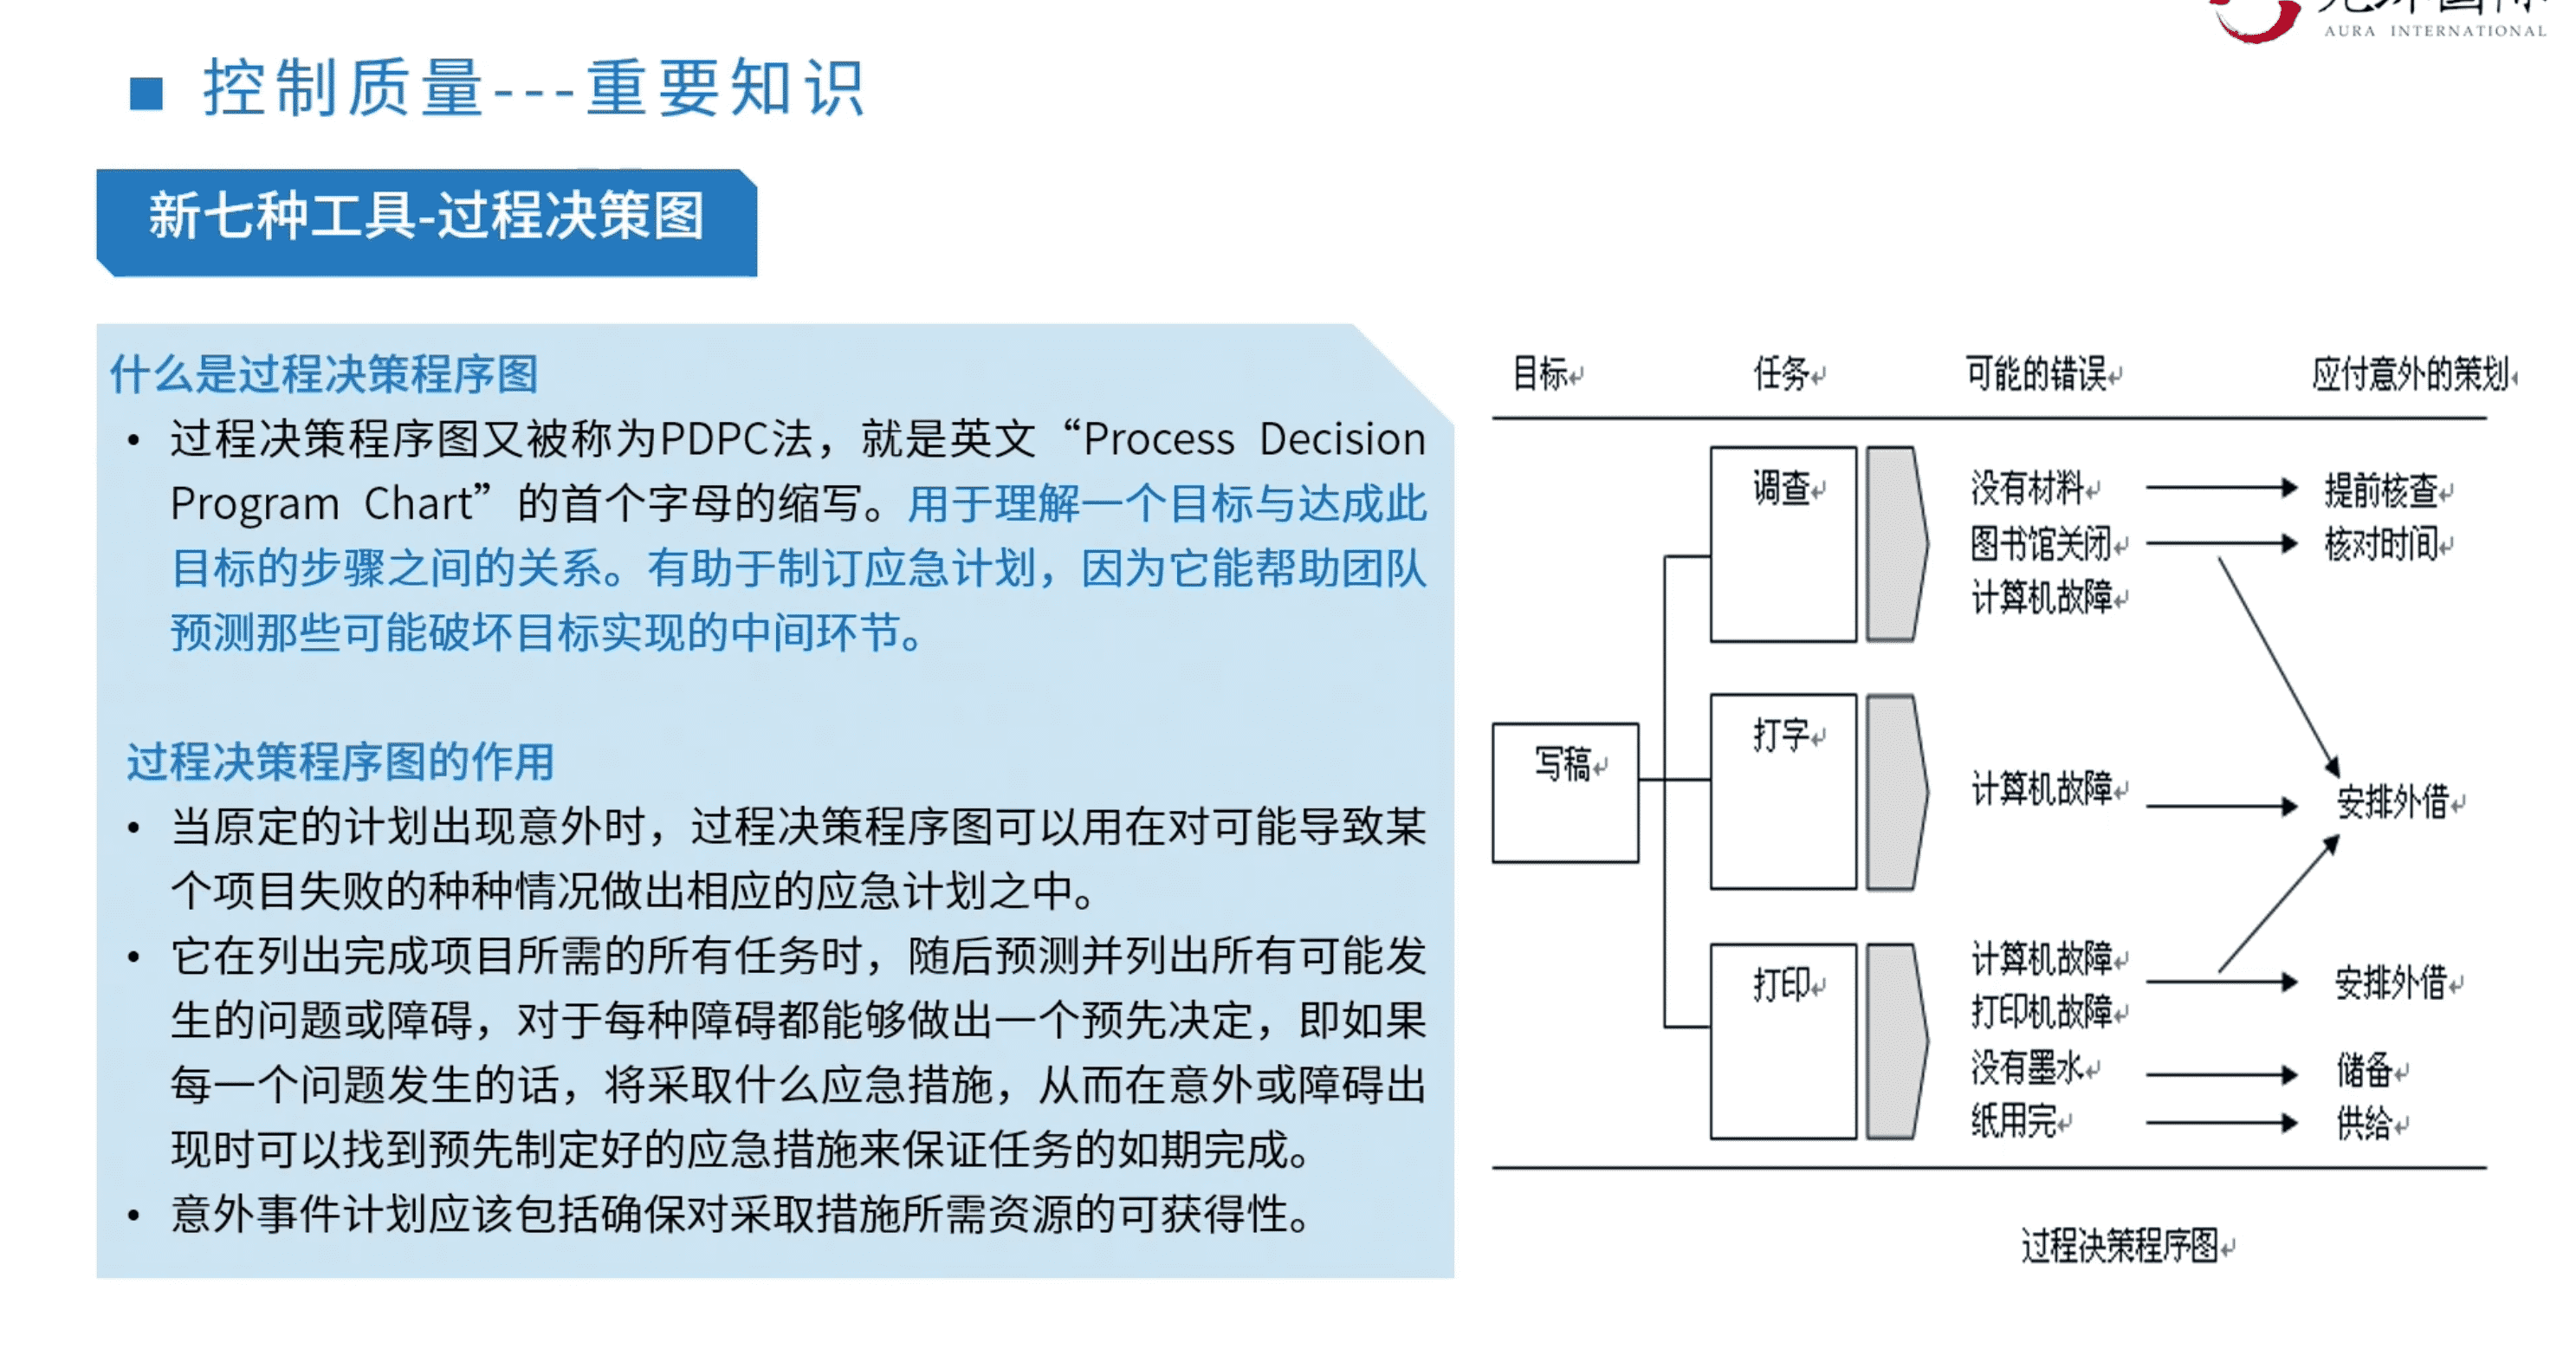 AURA INTERNATIONAL
控制质量---重要知识
新七种工具-过程决策图
什么是过程决策程序图
• 过程决策程序图又被称为PDPC法，就是英文“Process Decision
Program Chart”的首个字母的缩写。用于理解一个目标与达成此
目标的步骤之间的关系。有助于制订应急计划，因为它能帮助团队
预测那些可能破坏目标实现的中间环节。
过程决策程序图的作用
• 当原定的计划出现意外时，过程决策程序图可以用在对可能导致某
个项目失败的种种情况做出相应的应急计划之中。
• 它在列出完成项目所需的所有任务时，随后预测并列出所有可能发
生的问题或障碍，对于每种障碍都能够做出一个预先决定，即如果
每一个问题发生的话，将采取什么应急措施，从而在意外或障碍出
现时可以找到预先制定好的应急措施来保证任务的如期完成。
• 意外事件计划应该包括确保对采取措施所需资源的可获得性。
目标 任务 可能的错误 应付意外的策划
调查 没有材料 提前核查
图书馆关闭 核对时间
计算机故障
写稿
打字 计算机故障 安排外借
打印 计算机故障 安排外借
打印机故障
没有墨水 储备
纸用完 供给
过程决策程序图